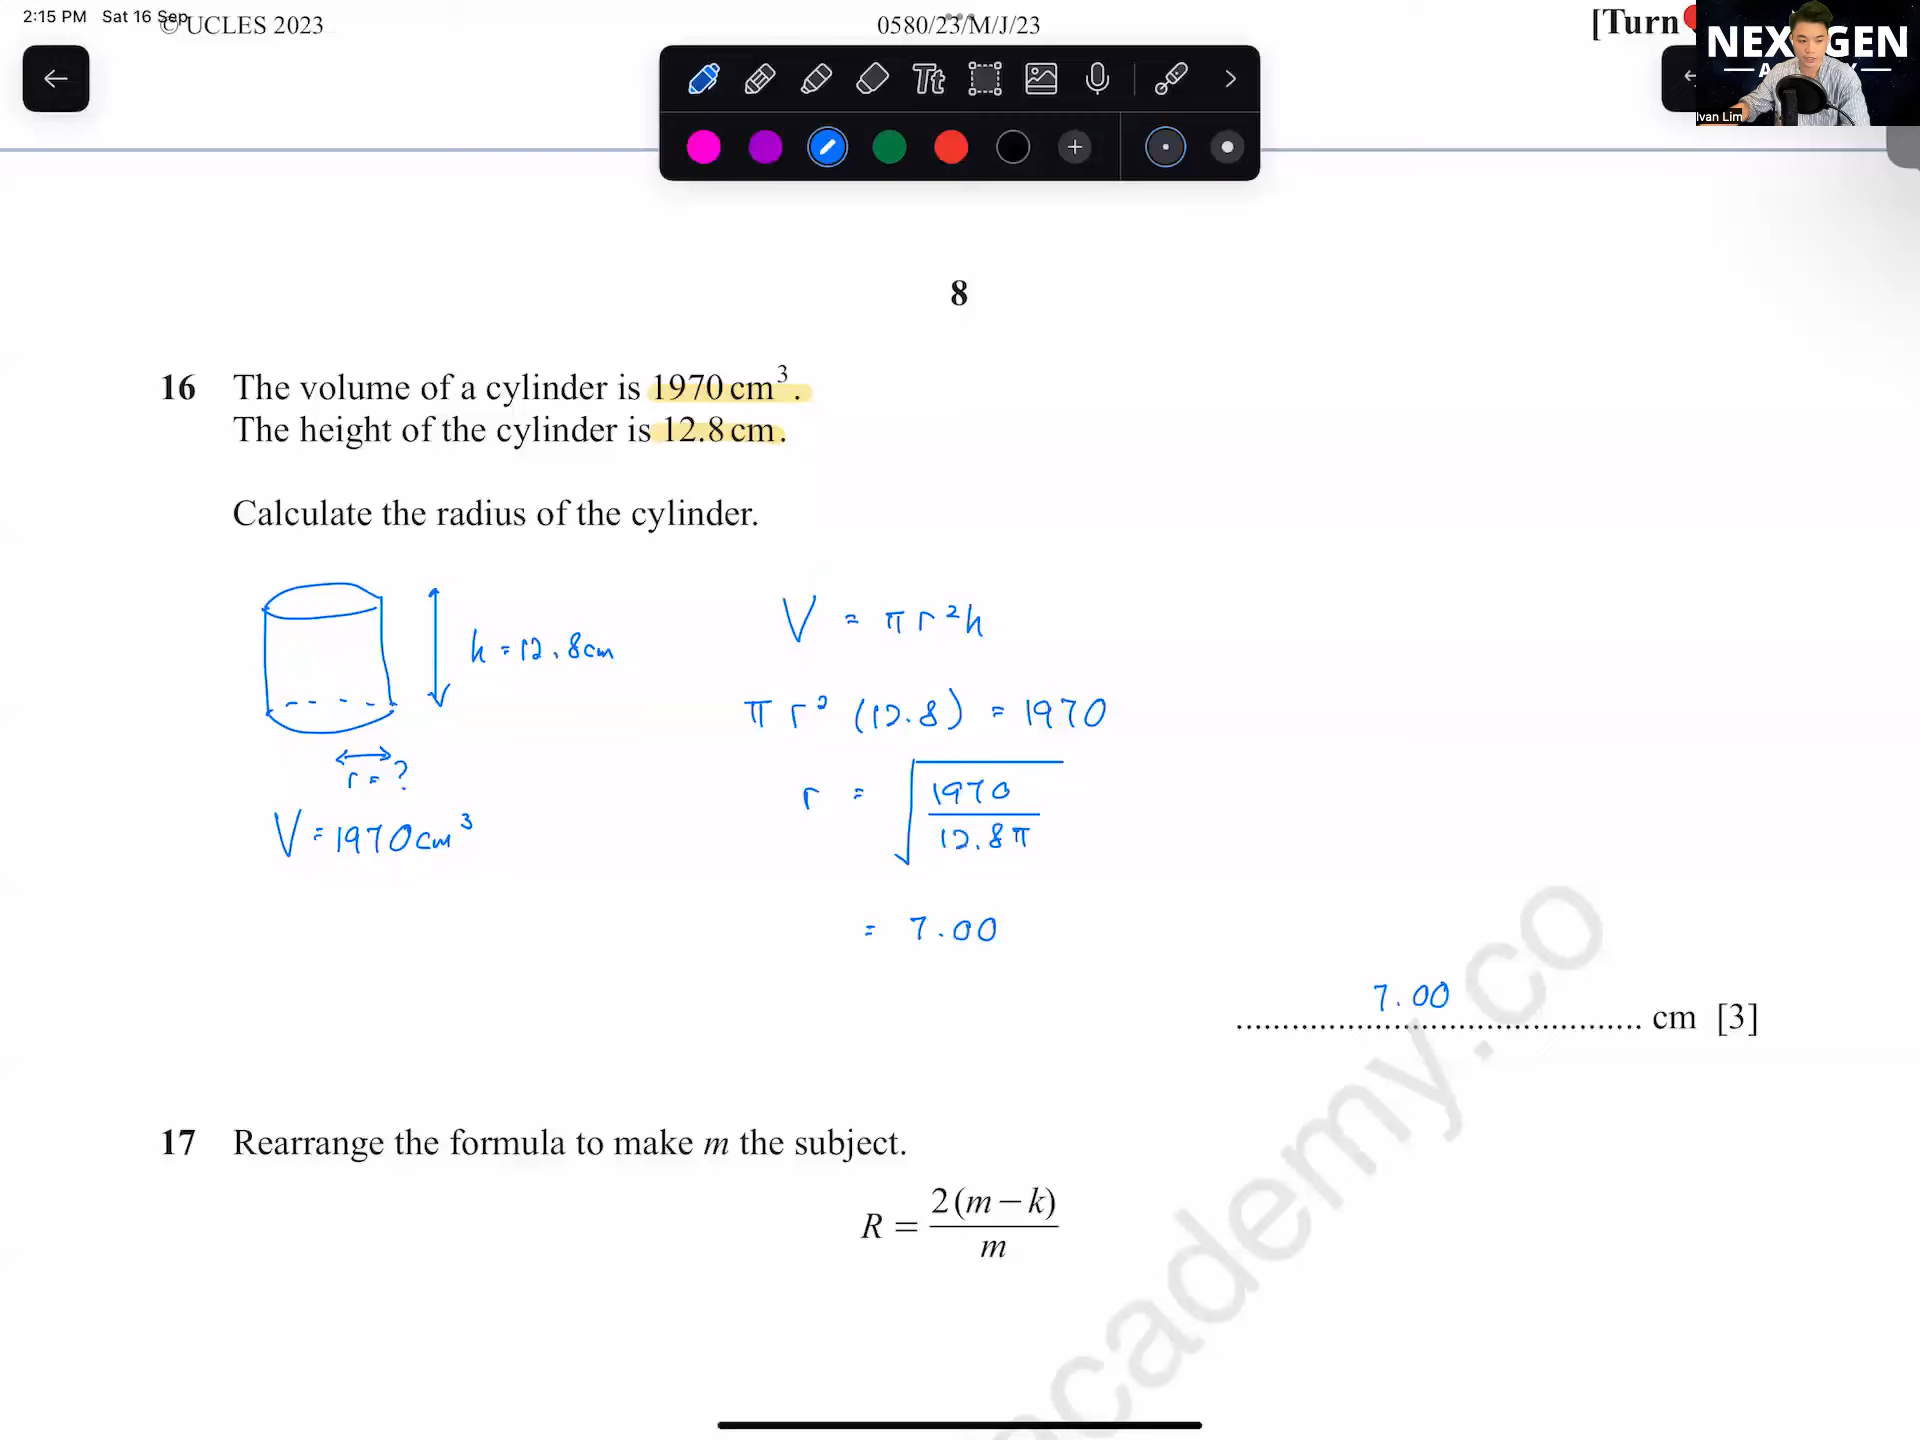 2:15 PM Sat 16 Sep
© UCLES 2023
0580/23/M/J/23
[Turn
NEXGEN
Ivan Lim
Tt
8
16 The volume of a cylinder is 1970 cm³.
The height of the cylinder is 12.8 cm.
Calculate the radius of the cylinder.
h = 12.8cm
r = ?
V = 1970cm³
V = πr²h
πr² (12.8) = 1970
r = √(1970/12.8π)
= 7.00
7.00
cm [3]
17 Rearrange the formula to make m the subject.
R = 2(m − k)/m
cademy.co